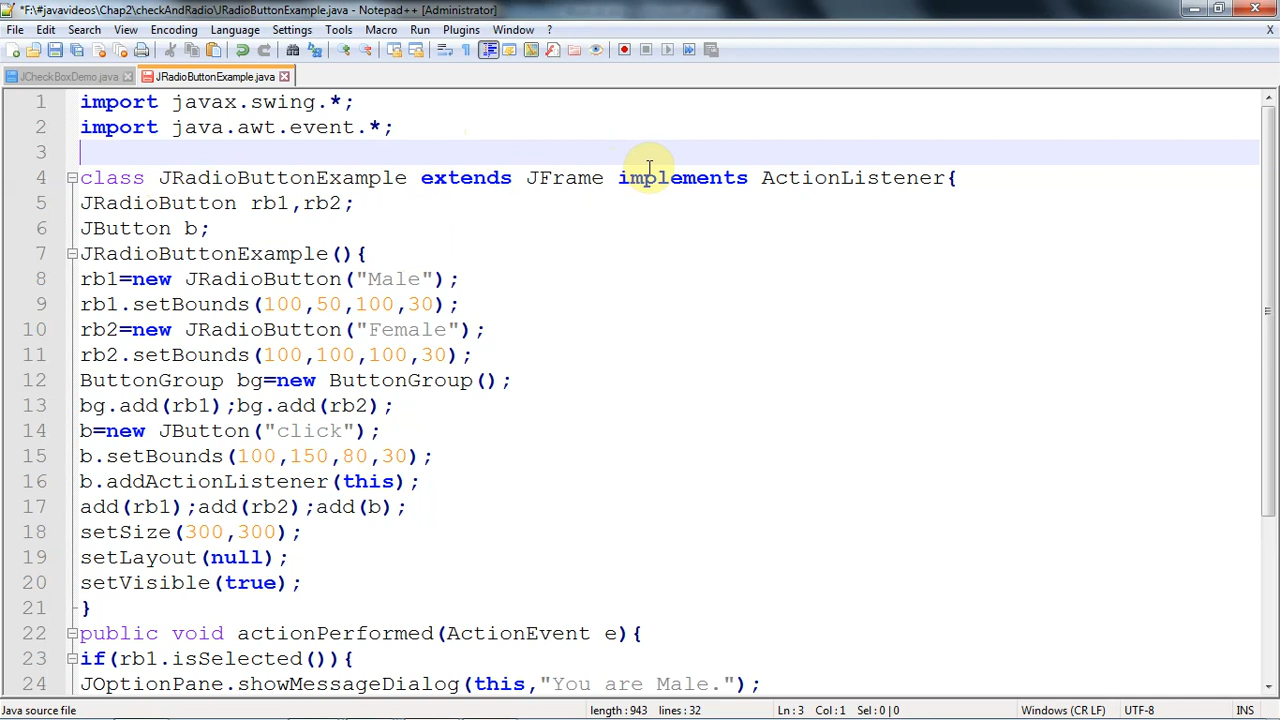 *F:\#javavideos\Chap2\checkAndRadio\JRadioButtonExample.java - Notepad++ [Administrator]
File Edit Search View Encoding Language Settings Tools Macro Run Plugins Window ? X
JCheckBoxDemo.java JRadioButtonExample.java
1 import javax.swing.*;
2 import java.awt.event.*;
3
4 class JRadioButtonExample extends JFrame implements ActionListener{
5 JRadioButton rb1,rb2;
6 JButton b;
7 JRadioButtonExample(){
8 rb1=new JRadioButton("Male");
9 rb1.setBounds(100,50,100,30);
10 rb2=new JRadioButton("Female");
11 rb2.setBounds(100,100,100,30);
12 ButtonGroup bg=new ButtonGroup();
13 bg.add(rb1);bg.add(rb2);
14 b=new JButton("click");
15 b.setBounds(100,150,80,30);
16 b.addActionListener(this);
17 add(rb1);add(rb2);add(b);
18 setSize(300,300);
19 setLayout(null);
20 setVisible(true);
21 }
22 public void actionPerformed(ActionEvent e){
23 if(rb1.isSelected()){
24 JOptionPane.showMessageDialog(this,"You are Male.");
Java source file length : 943 lines : 32 Ln : 3 Col : 1 Sel : 0 | 0 Windows (CR LF) UTF-8 INS